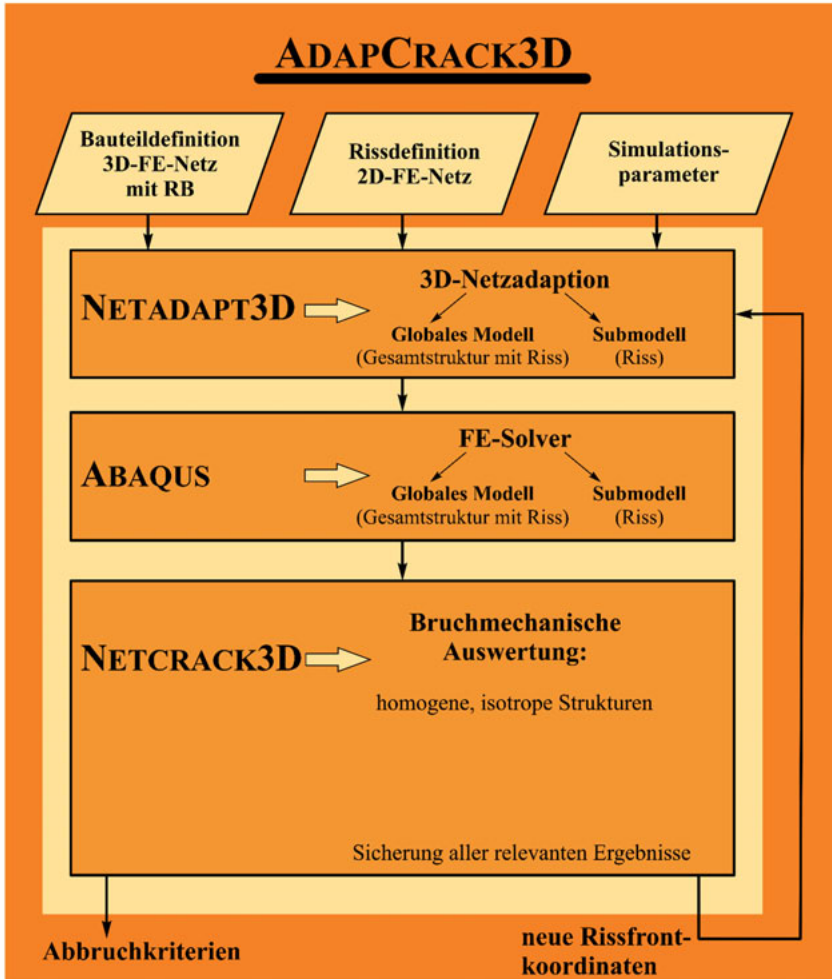 ADAPCRACK3D
Bauteildefinition
3D-FE-Netz
mit RB
Rissdefinition
2D-FE-Netz
Simulations-
parameter
NETADAPT3D
3D-Netzadaption
Globales Modell
(Gesamtstruktur mit Riss)
Submodell
(Riss)
ABAQUS
FE-Solver
Globales Modell
(Gesamtstruktur mit Riss)
Submodell
(Riss)
NETCRACK3D
Bruchmechanische
Auswertung:
homogene, isotrope Strukturen
Sicherung aller relevanten Ergebnisse
Abbruchkriterien
neue Rissfront-
koordinaten